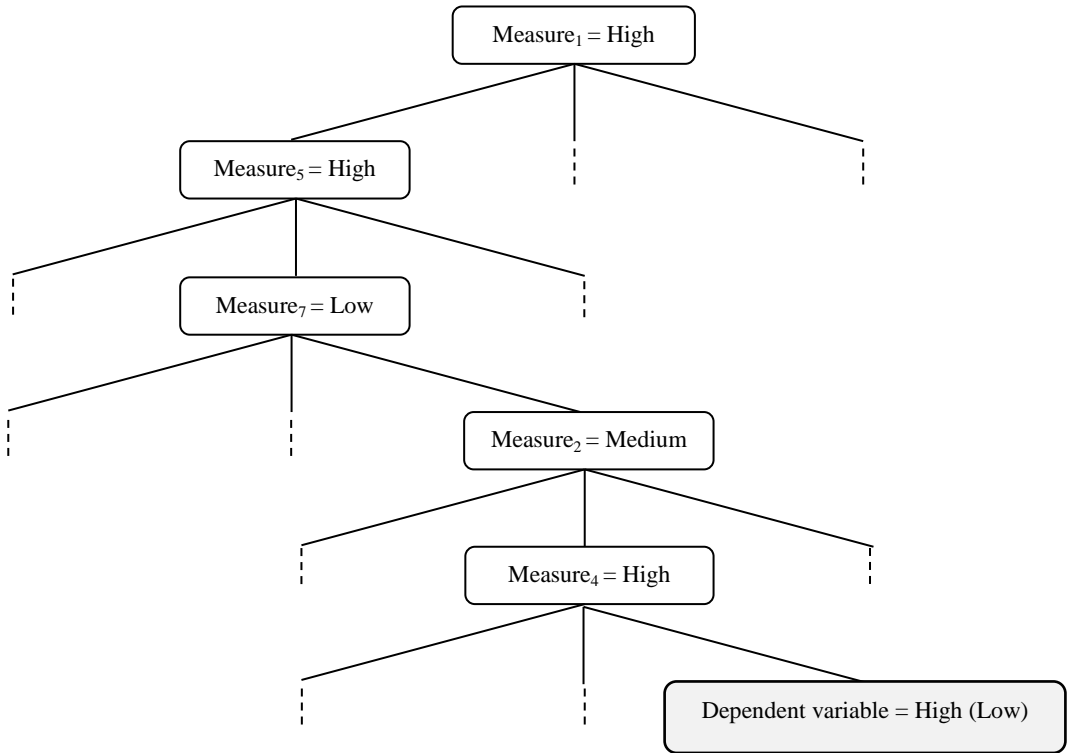 Measure₁ = High
Measure₅ = High
Measure₇ = Low
Measure₂ = Medium
Measure₄ = High
Dependent variable = High (Low)